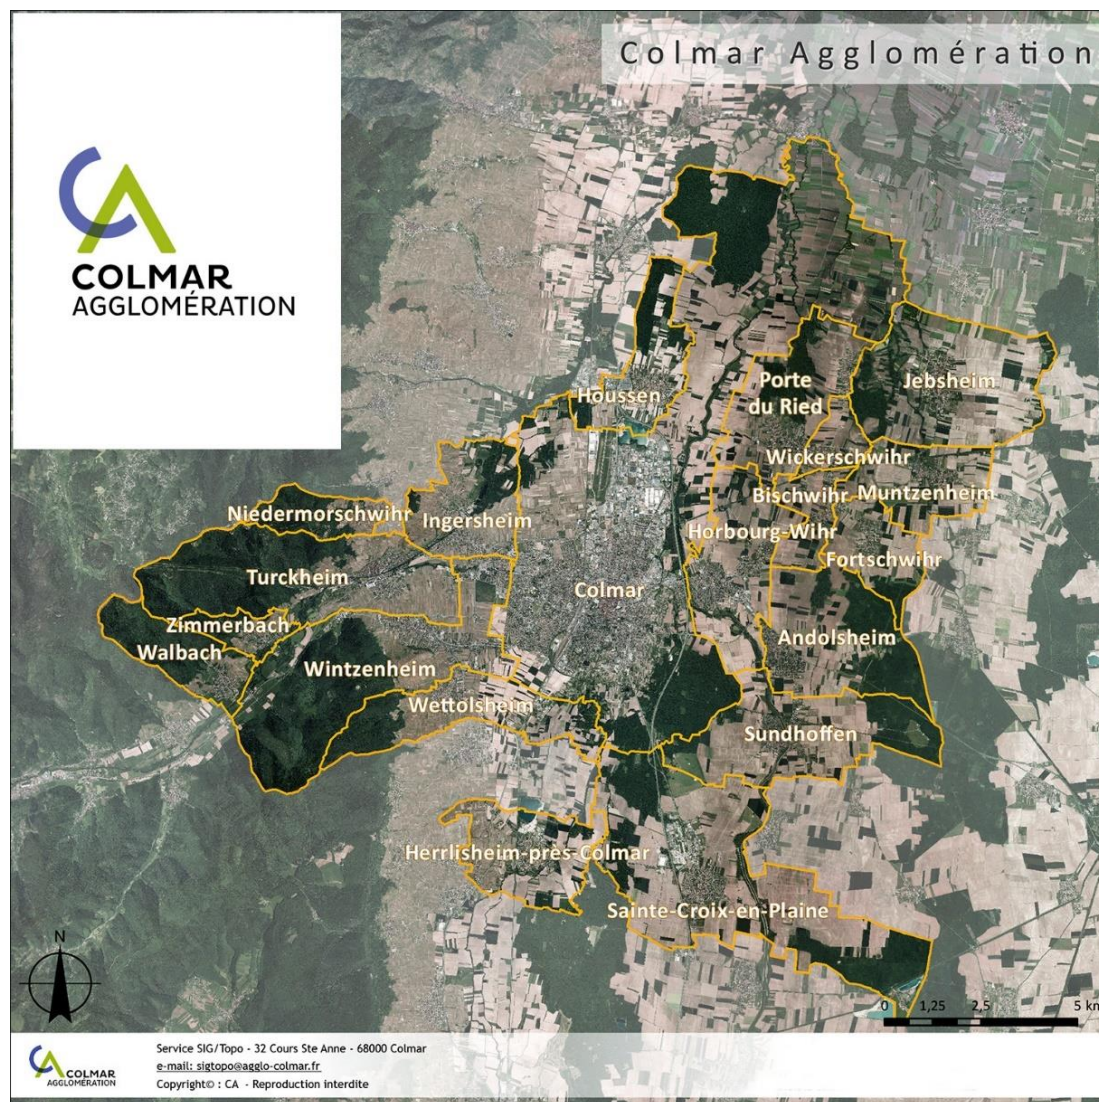 Colmar Agglomération
CA
COLMAR
AGGLOMÉRATION
Houssen
Porte
du Ried
Jebsheim
Wickerschwihr
Bischwihr
Muntzenheim
Niedermorschwihr
Ingersheim
Horbourg-Wihr
Fortschwihr
Turckheim
Colmar
Zimmerbach
Andolsheim
Walbach
Wintzenheim
Wettolsheim
Sundhoffen
Herrlisheim-près-Colmar
Sainte-Croix-en-Plaine
N
0 1,25 2,5 5 km
CA
COLMAR
AGGLOMÉRATION
Service SIG/Topo - 32 Cours Ste Anne - 68000 Colmar
e-mail: sigtopo@agglo-colmar.fr
Copyright© : CA - Reproduction interdite